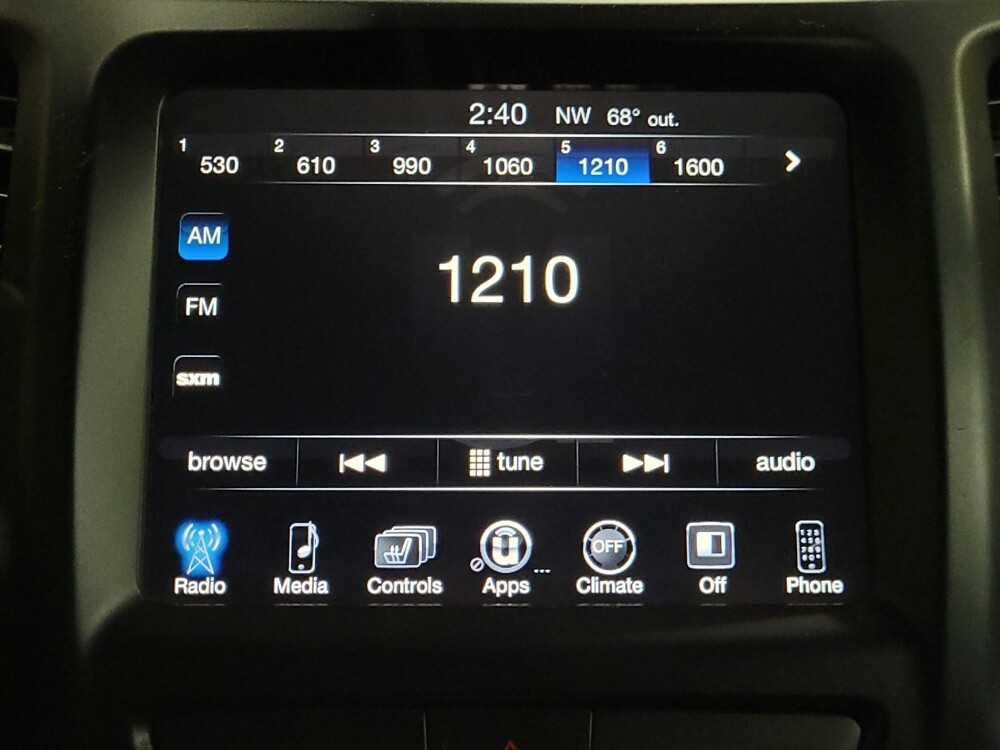 2:40 NW 68° out.
1 530 2 610 3 990 4 1060 5 1210 6 1600
AM
1210
FM
sxm
browse tune audio
OFF
Radio Media Controls Apps Climate Off Phone